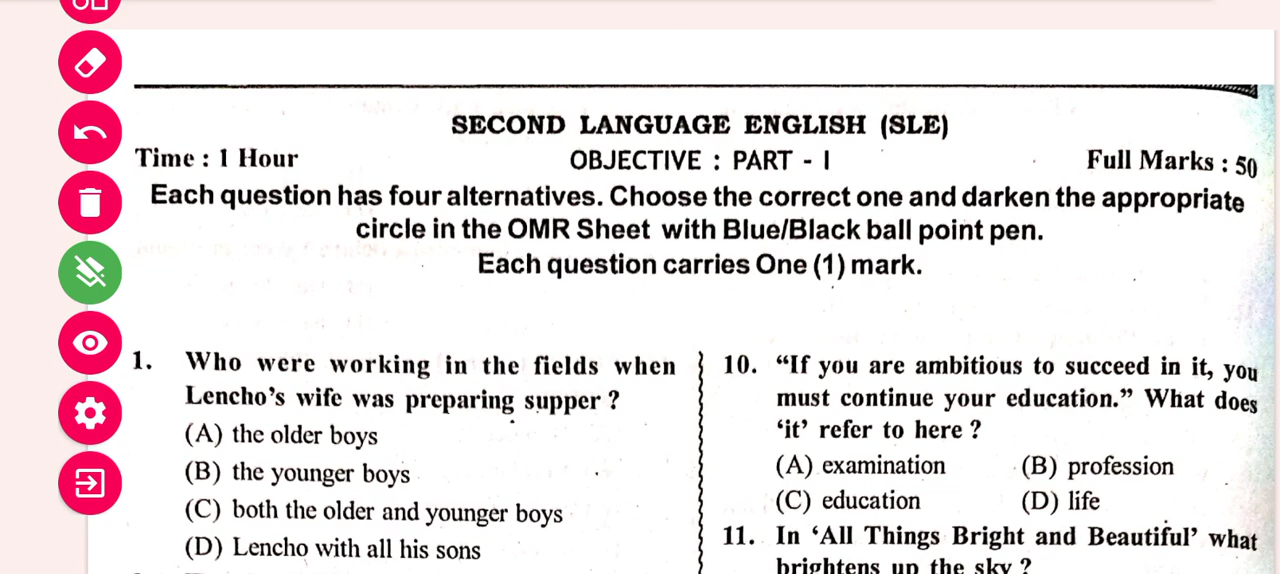 SECOND LANGUAGE ENGLISH (SLE)
Time : 1 Hour
OBJECTIVE : PART - I
Full Marks : 50
Each question has four alternatives. Choose the correct one and darken the appropriate
circle in the OMR Sheet with Blue/Black ball point pen.
Each question carries One (1) mark.
1. Who were working in the fields when
Lencho's wife was preparing supper ?
(A) the older boys
(B) the younger boys
(C) both the older and younger boys
(D) Lencho with all his sons
10. “If you are ambitious to succeed in it, you
must continue your education.” What does
‘it’ refer to here ?
(A) examination (B) profession
(C) education (D) life
11. In ‘All Things Bright and Beautiful’ what
brightens up the sky ?